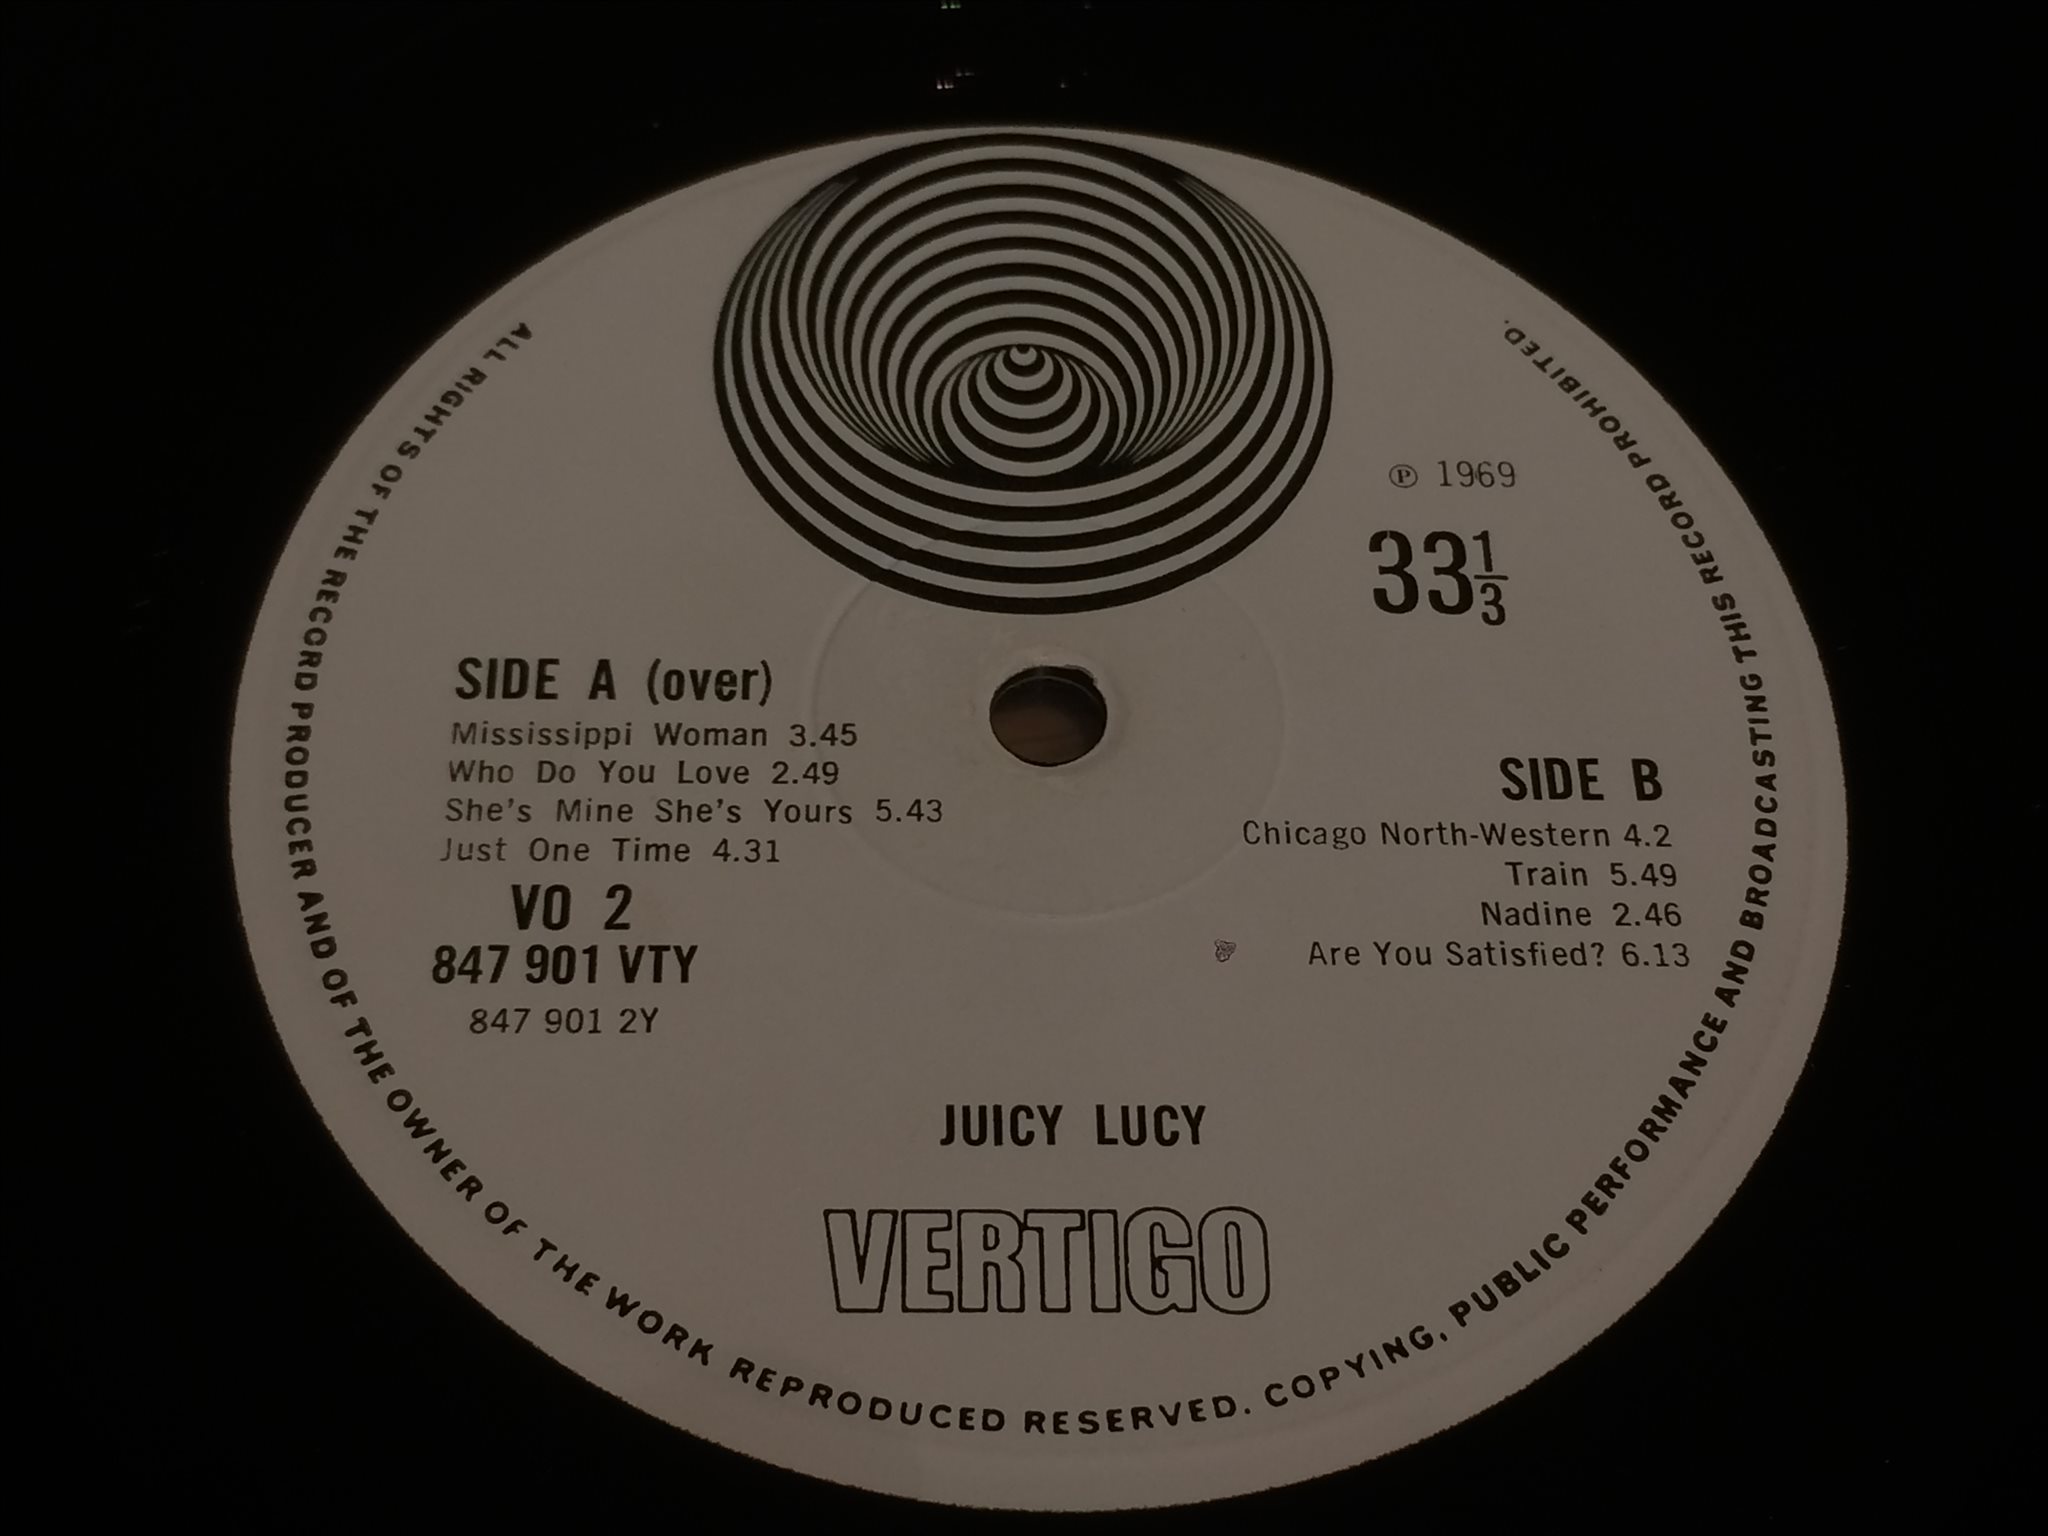 ℗ 1969
33 1/3
SIDE A (over)
Mississippi Woman 3.45
Who Do You Love 2.49
She's Mine She's Yours 5.43
Just One Time 4.31
VO 2
847 901 VTY
847 901 2Y
SIDE B
Chicago North-Western 4.2
Train 5.49
Nadine 2.46
Are You Satisfied? 6.13
JUICY LUCY
VERTIGO
ALL RIGHTS OF THE RECORD PRODUCER AND OF THE OWNER OF THE WORK REPRODUCED RESERVED. COPYING, PUBLIC PERFORMANCE AND BROADCASTING THIS RECORD PROHIBITED.